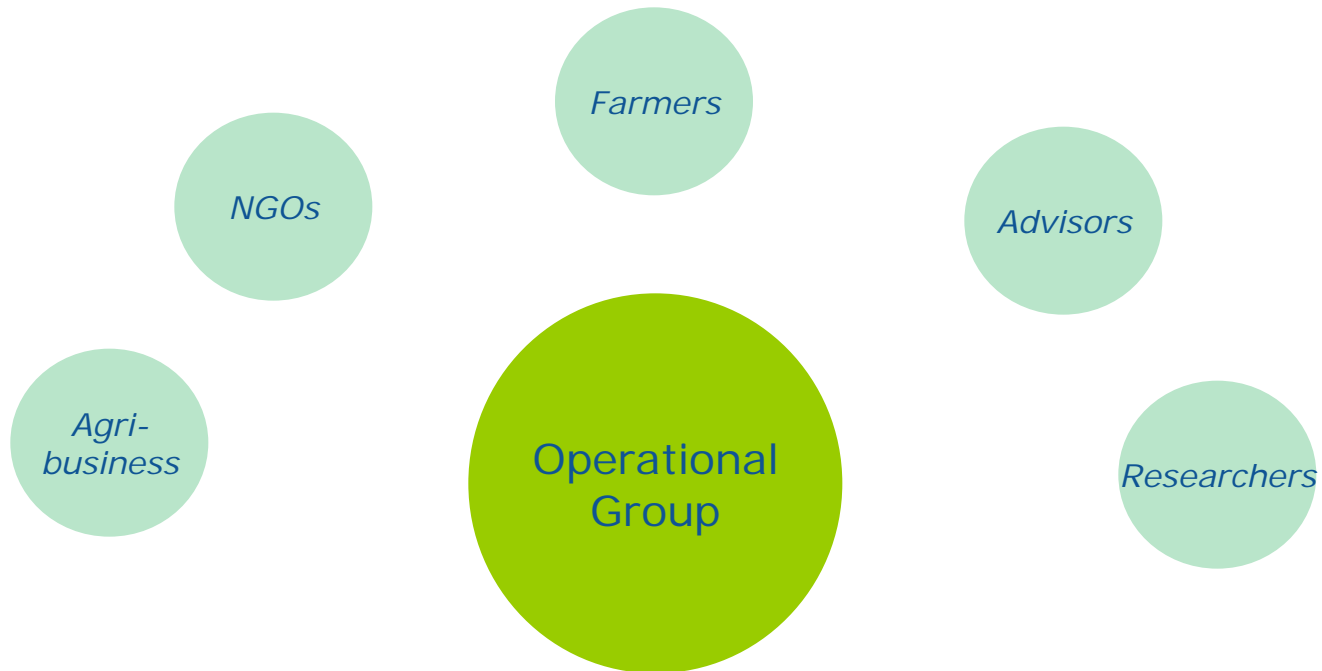 Farmers
NGOs
Advisors
Agri-
business
Operational
Group
Researchers